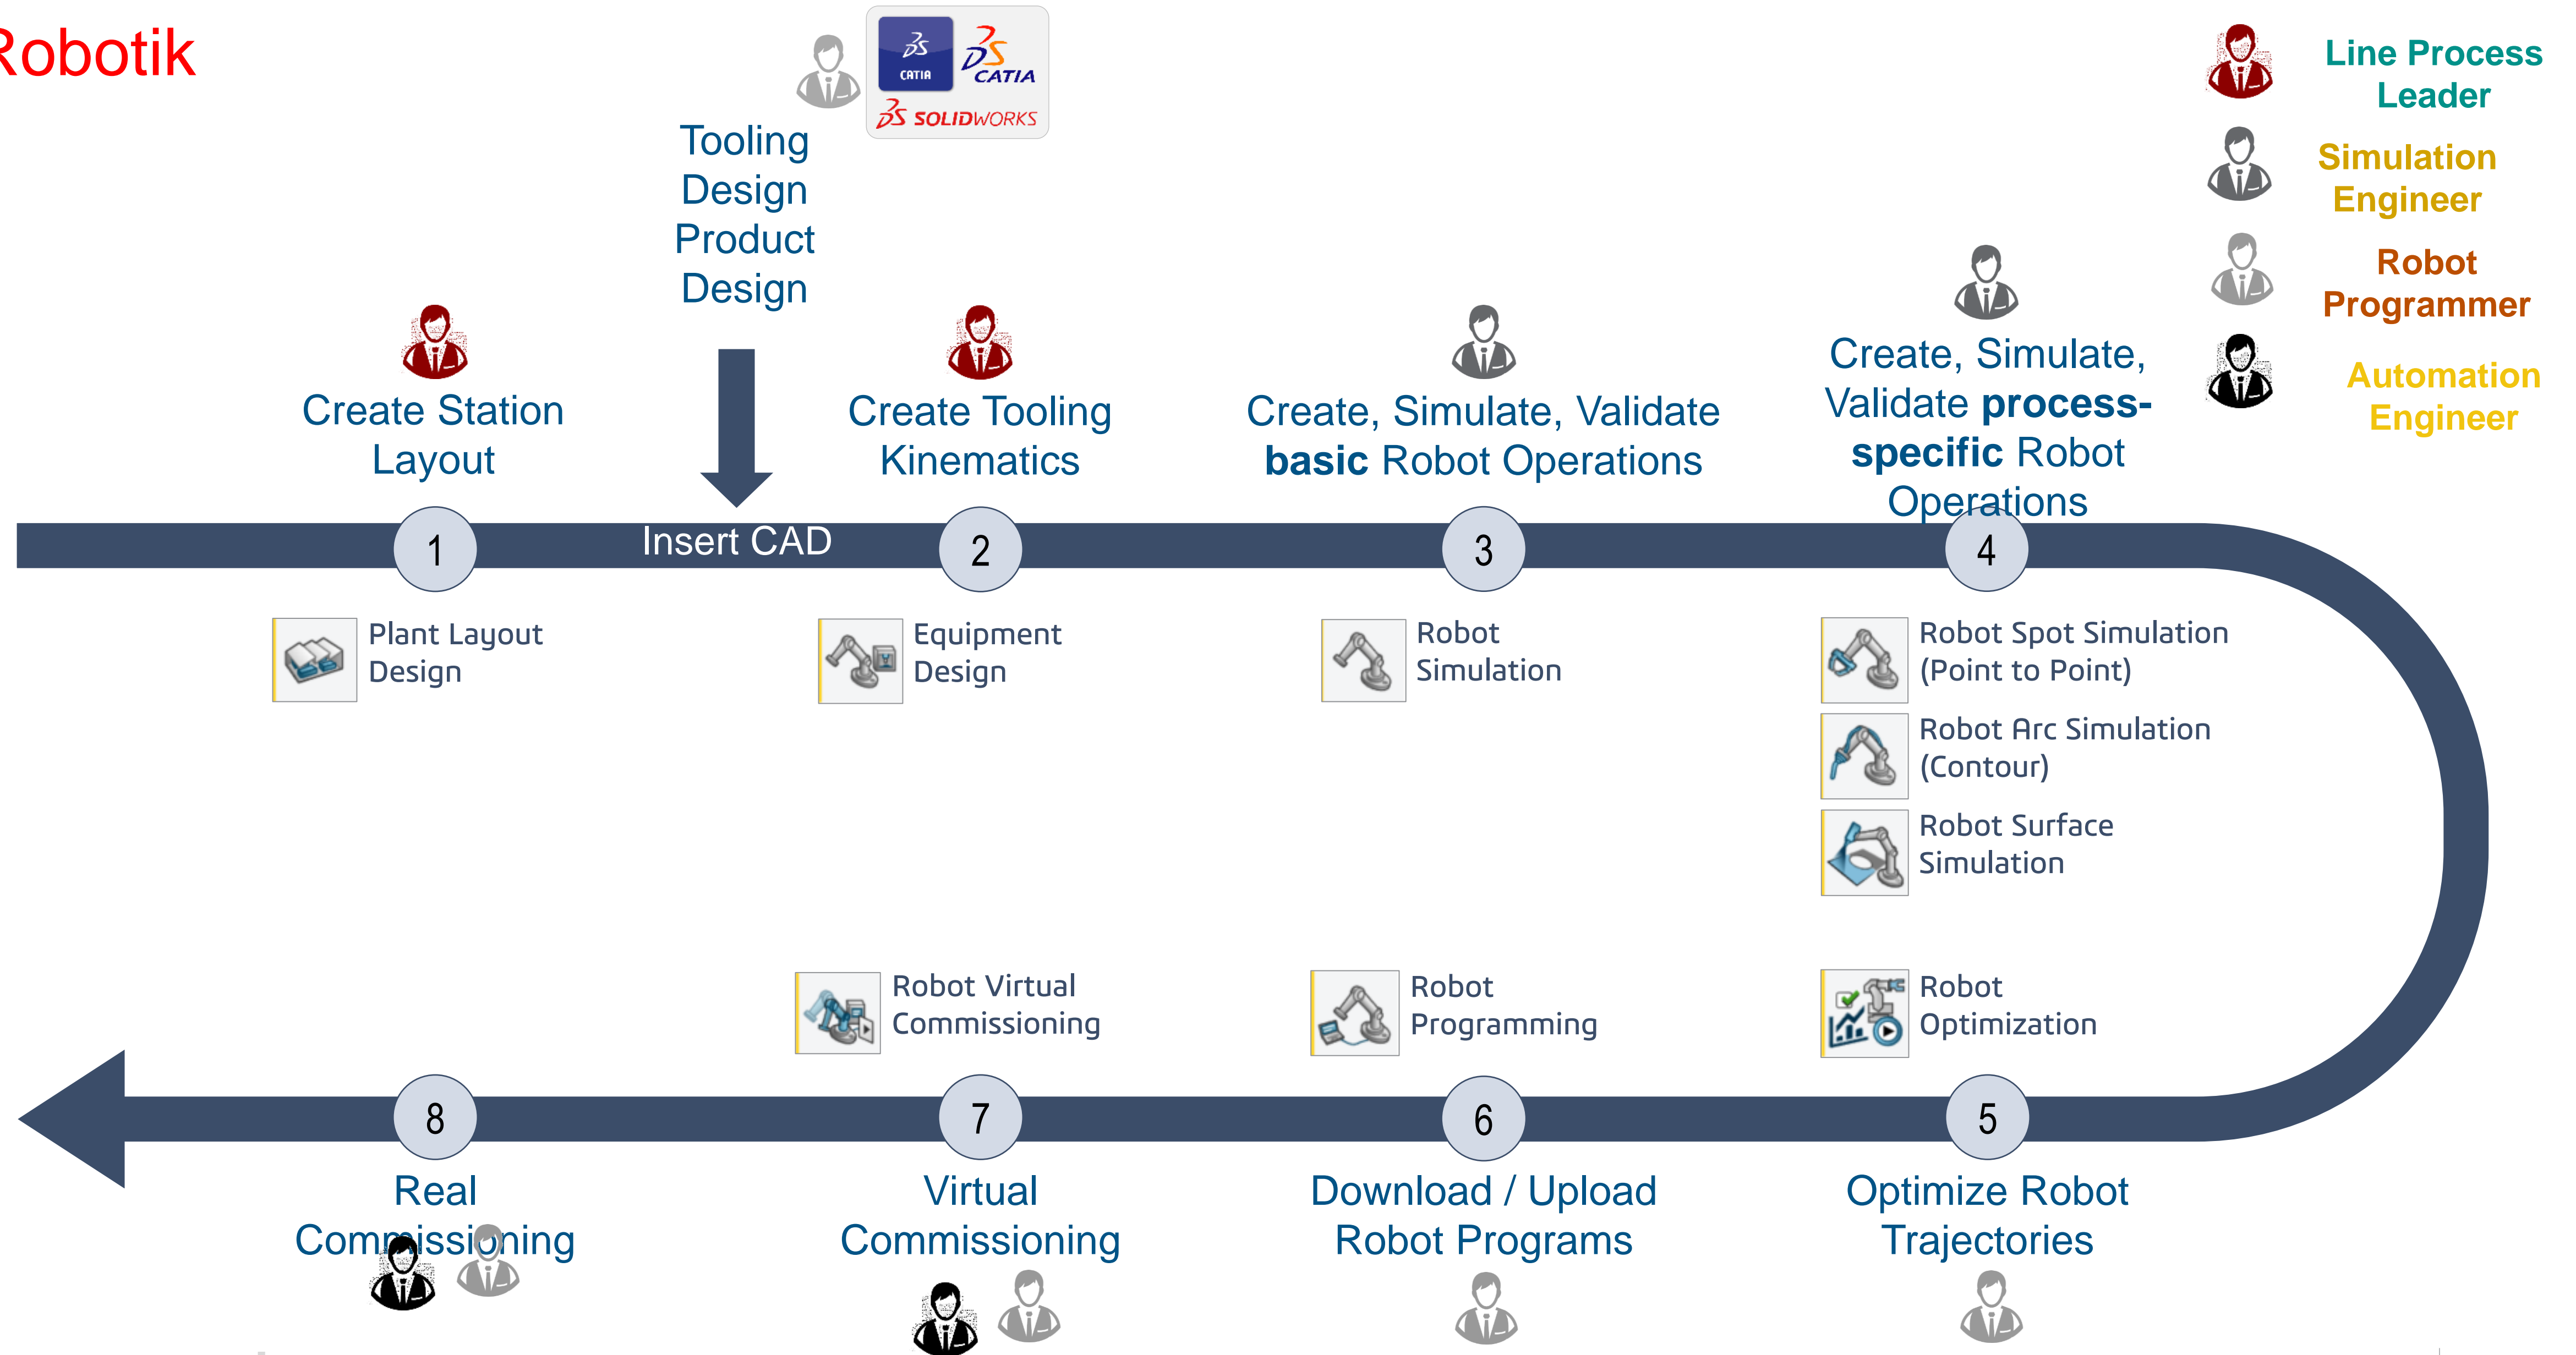 Robotik
CATIA
CATIA
SOLIDWORKS
Line Process
Leader
Simulation
Engineer
Robot
Programmer
Automation
Engineer
Tooling
Design
Product
Design
Create Station
Layout
Create Tooling
Kinematics
Create, Simulate, Validate
basic Robot Operations
Create, Simulate,
Validate process-
specific Robot
Operations
1
Insert CAD
2
3
4
Plant Layout
Design
Equipment
Design
Robot
Simulation
Robot Spot Simulation
(Point to Point)
Robot Arc Simulation
(Contour)
Robot Surface
Simulation
Robot Virtual
Commissioning
Robot
Programming
Robot
Optimization
8
7
6
5
Real
Commissioning
Virtual
Commissioning
Download / Upload
Robot Programs
Optimize Robot
Trajectories